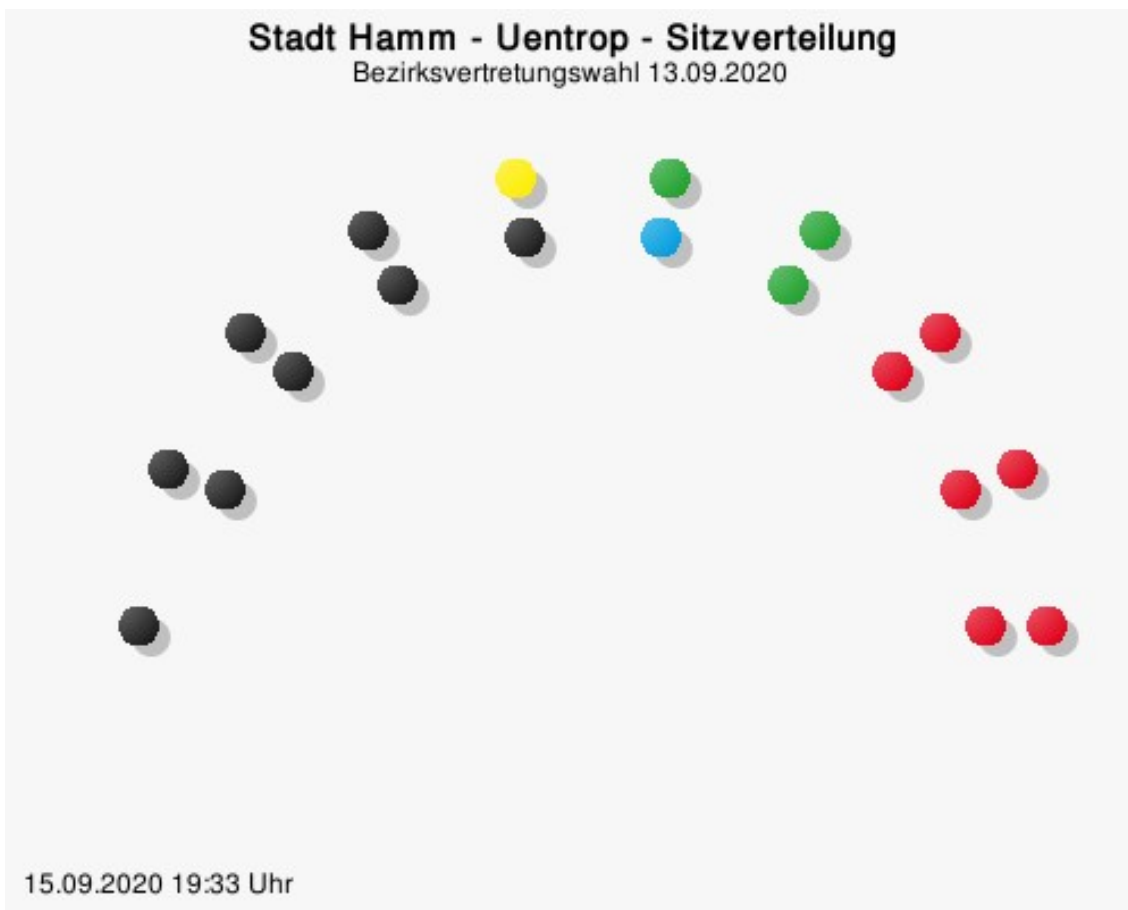 Stadt Hamm - Uentrop - Sitzverteilung
Bezirksvertretungswahl 13.09.2020
15.09.2020 19:33 Uhr